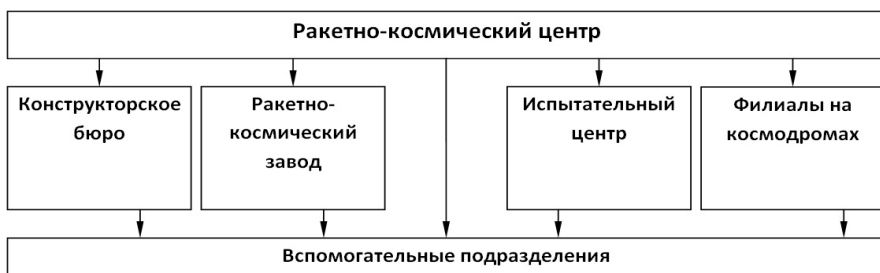 Ракетно-космический центр
Конструкторское
бюро
Ракетно-
космический
завод
Испытательный
центр
Филиалы на
космодромах
Вспомогательные подразделения